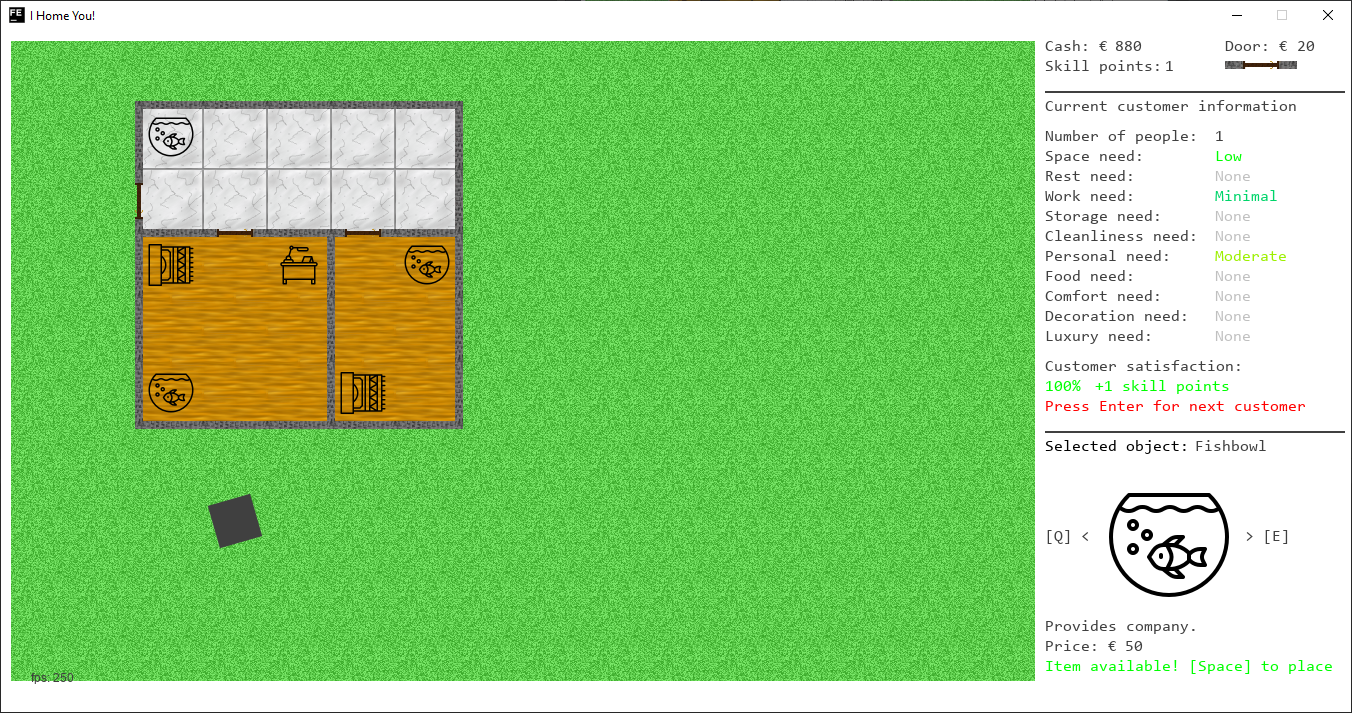 FE
I Home You!
Cash: € 880 Door: € 20
Skill points: 1
Current customer information
Number of people: 1
Space need: Low
Rest need: None
Work need: Minimal
Storage need: None
Cleanliness need: None
Personal need: Moderate
Food need: None
Comfort need: None
Decoration need: None
Luxury need: None
Customer satisfaction:
100% +1 skill points
Press Enter for next customer
Selected object: Fishbowl
[Q] < > [E]
Provides company.
Price: € 50
Item available! [Space] to place
fps: 250